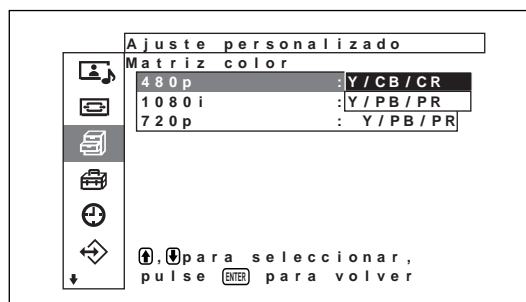 Ajuste personalizado
Matriz color
480p : Y/CB/CR
1080i : Y/PB/PR
720p : Y/PB/PR
, para seleccionar,
pulse ENTER para volver